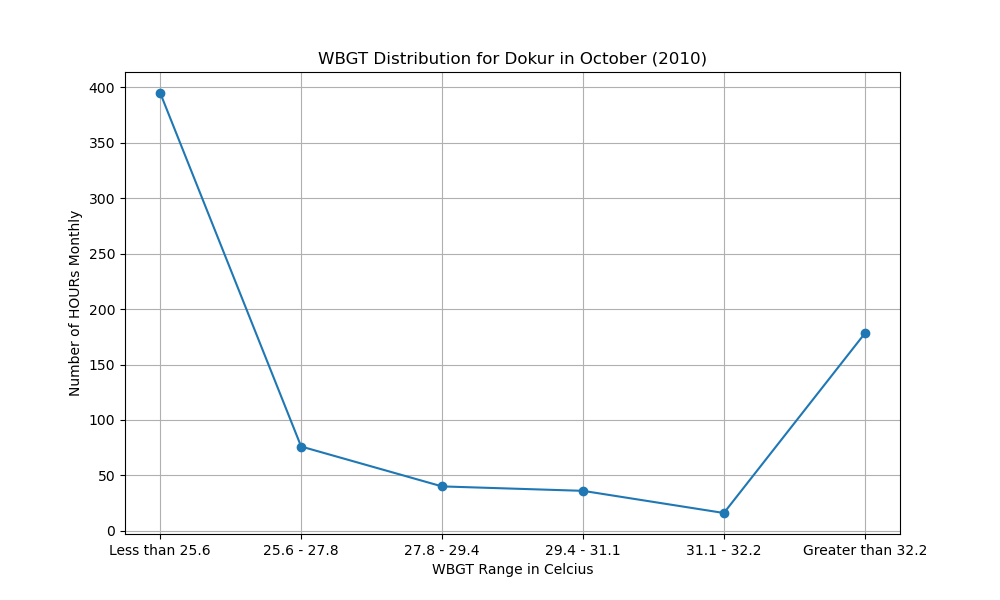 WBGT Distribution for Dokur in October (2010)
Number of HOURs Monthly
400
350
300
250
200
150
100
50
0
Less than 25.6
25.6 - 27.8
27.8 - 29.4
29.4 - 31.1
31.1 - 32.2
Greater than 32.2
WBGT Range in Celcius